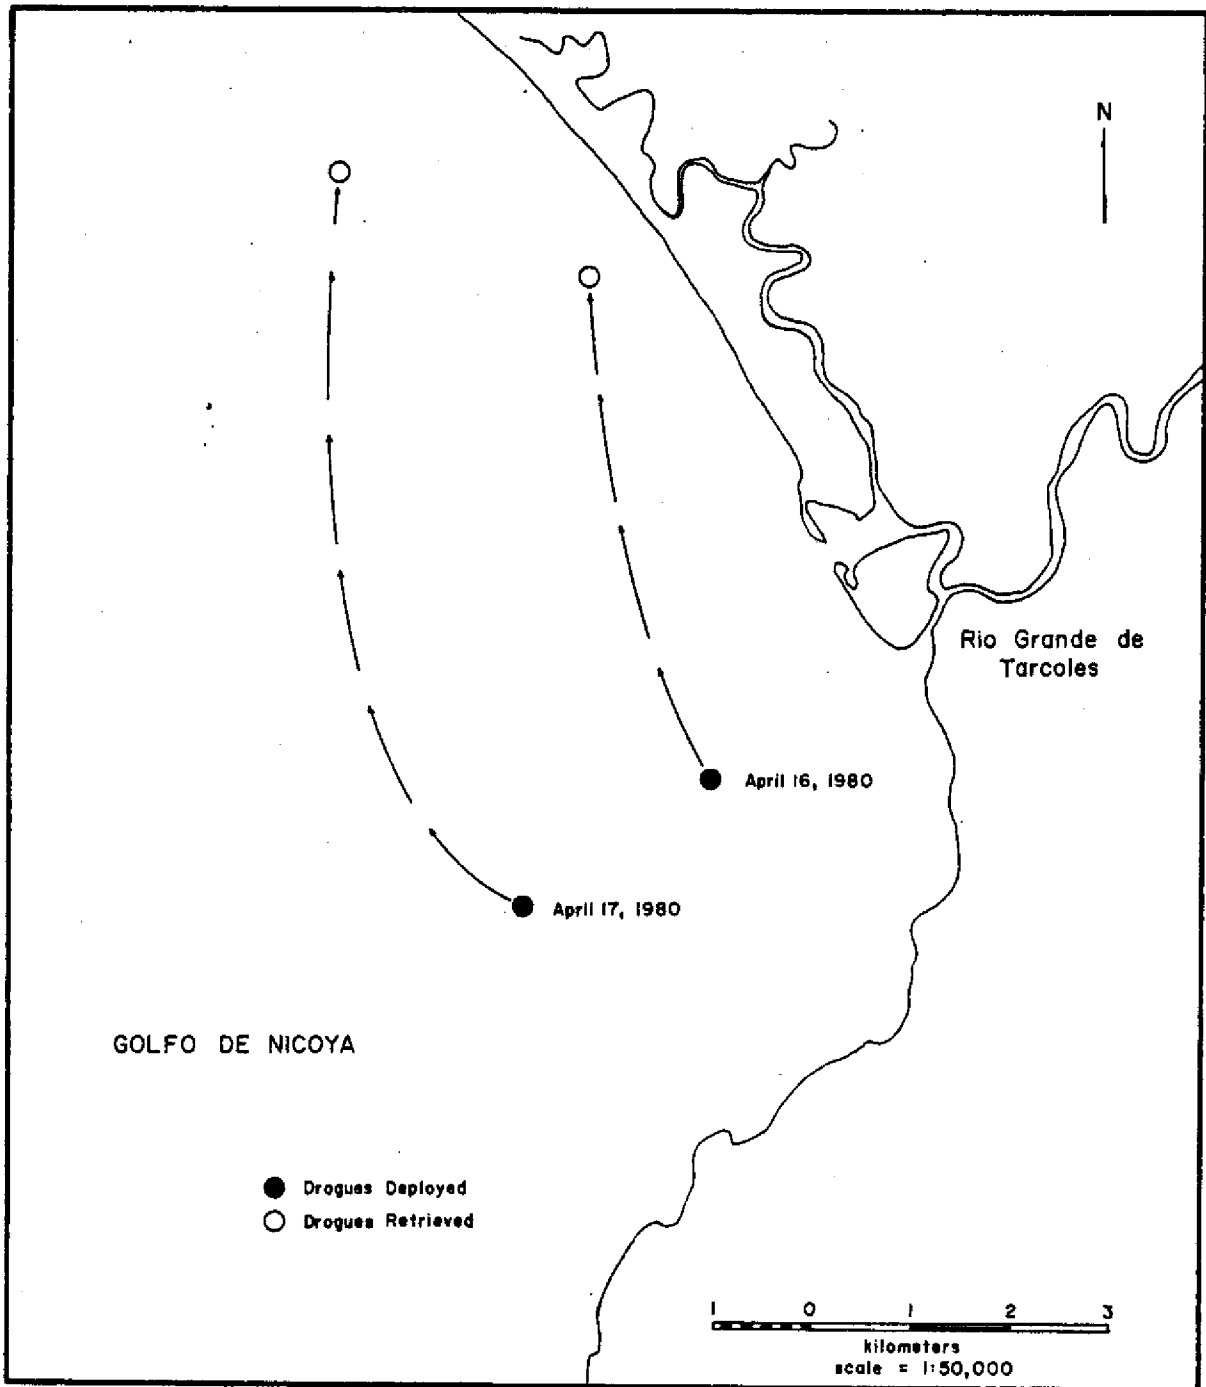 N
Rio Grande de
Tarcoles
April 16, 1980
April 17, 1980
GOLFO DE NICOYA
Drogues Deployed
Drogues Retrieved
1 0 1 2 3
kilometers
scale = 1:50,000